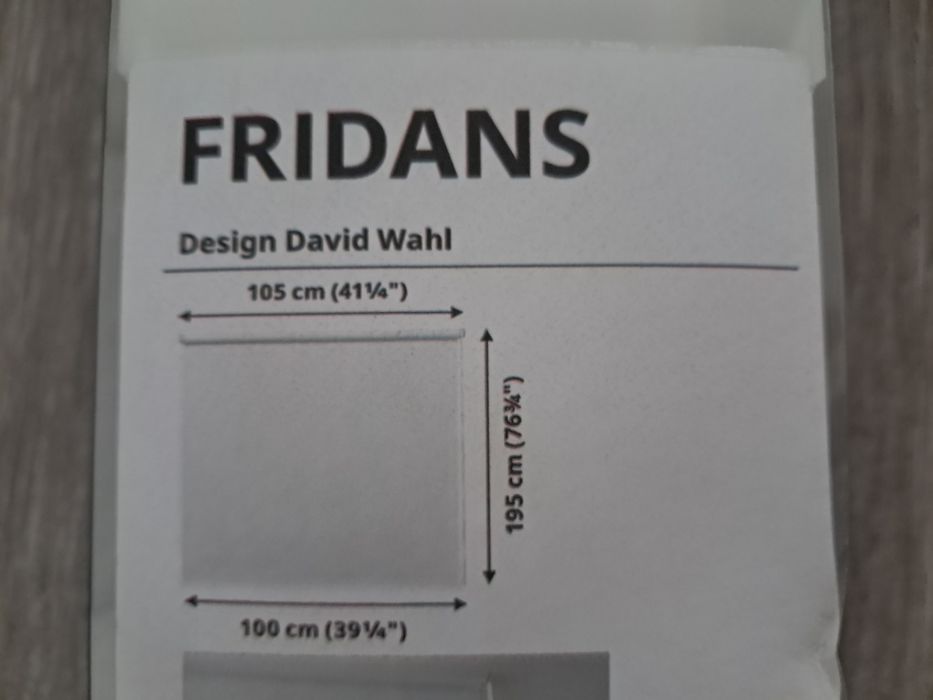 FRIDANS
Design David Wahl
105 cm (41¼")
195 cm (76¾")
100 cm (39¼")